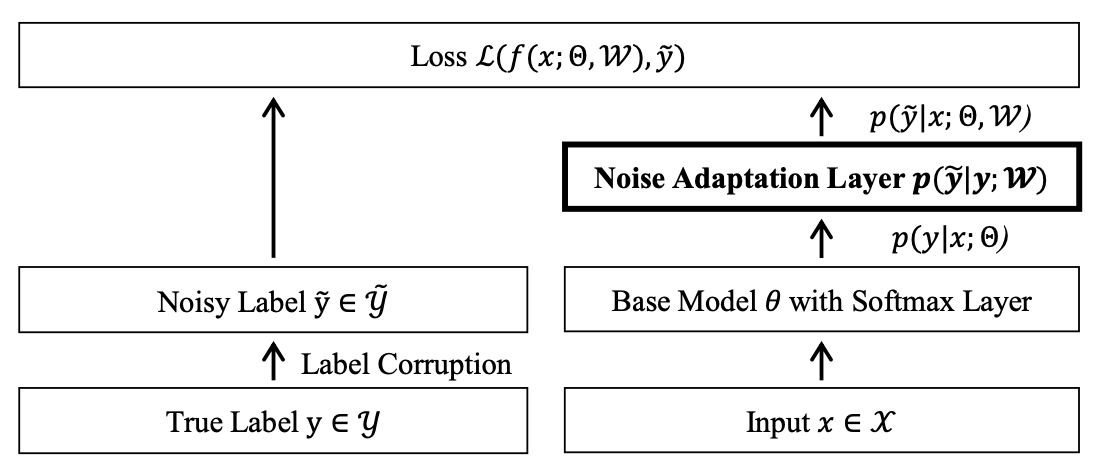 Loss ℒ(f(x; Θ, 𝒲), ỹ)
p(ỹ|x; Θ, 𝒲)
Noise Adaptation Layer p(ỹ|y; 𝒲)
p(y|x; Θ)
Noisy Label ỹ ∈ 𝒴̃
Base Model θ with Softmax Layer
Label Corruption
True Label y ∈ 𝒴
Input x ∈ 𝒳